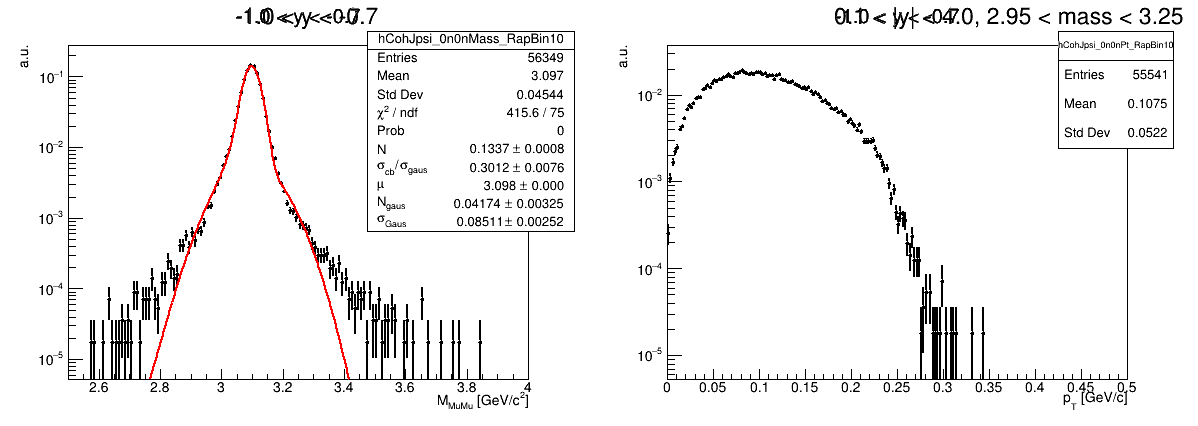 -1.0 < y < -0.7
a.u.
hCohJpsi_0n0nMass_RapBin10
Entries 56349
Mean 3.097
Std Dev 0.04544
χ² / ndf 415.6 / 75
Prob 0
N 0.1337 ± 0.0008
σcb/σgaus 0.3012 ± 0.0076
μ 3.098 ± 0.000
Ngaus 0.04174 ± 0.00325
σGaus 0.08511 ± 0.00252
10⁻¹
10⁻²
10⁻³
10⁻⁴
10⁻⁵
2.6 2.8 3 3.2 3.4 3.6 3.8 4
MMuMu [GeV/c²]
, 2.95 < mass < 3.25
a.u.
hCohJpsi_0n0nPt_RapBin10
Entries 55541
Mean 0.1075
Std Dev 0.0522
10⁻²
10⁻³
10⁻⁴
10⁻⁵
0 0.05 0.1 0.15 0.2 0.25 0.3 0.35 0.4 0.45 0.5
pT [GeV/c]